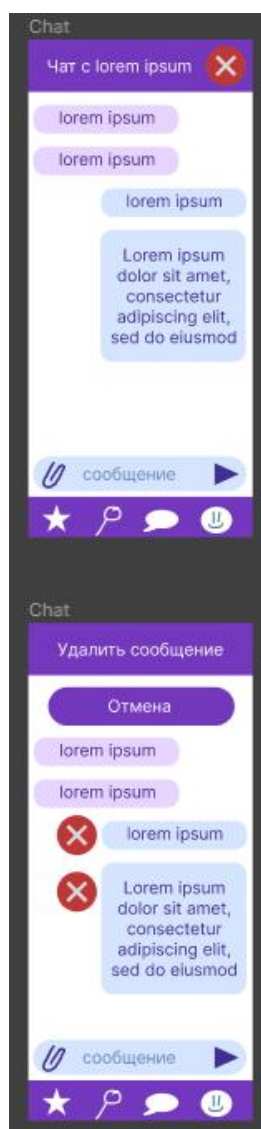 Chat
Чат с lorem ipsum
lorem ipsum
lorem ipsum
lorem ipsum
Lorem ipsum
dolor sit amet,
consectetur
adipiscing elit,
sed do eiusmod
сообщение
Chat
Удалить сообщение
Отмена
lorem ipsum
lorem ipsum
lorem ipsum
Lorem ipsum
dolor sit amet,
consectetur
adipiscing elit,
sed do eiusmod
сообщение